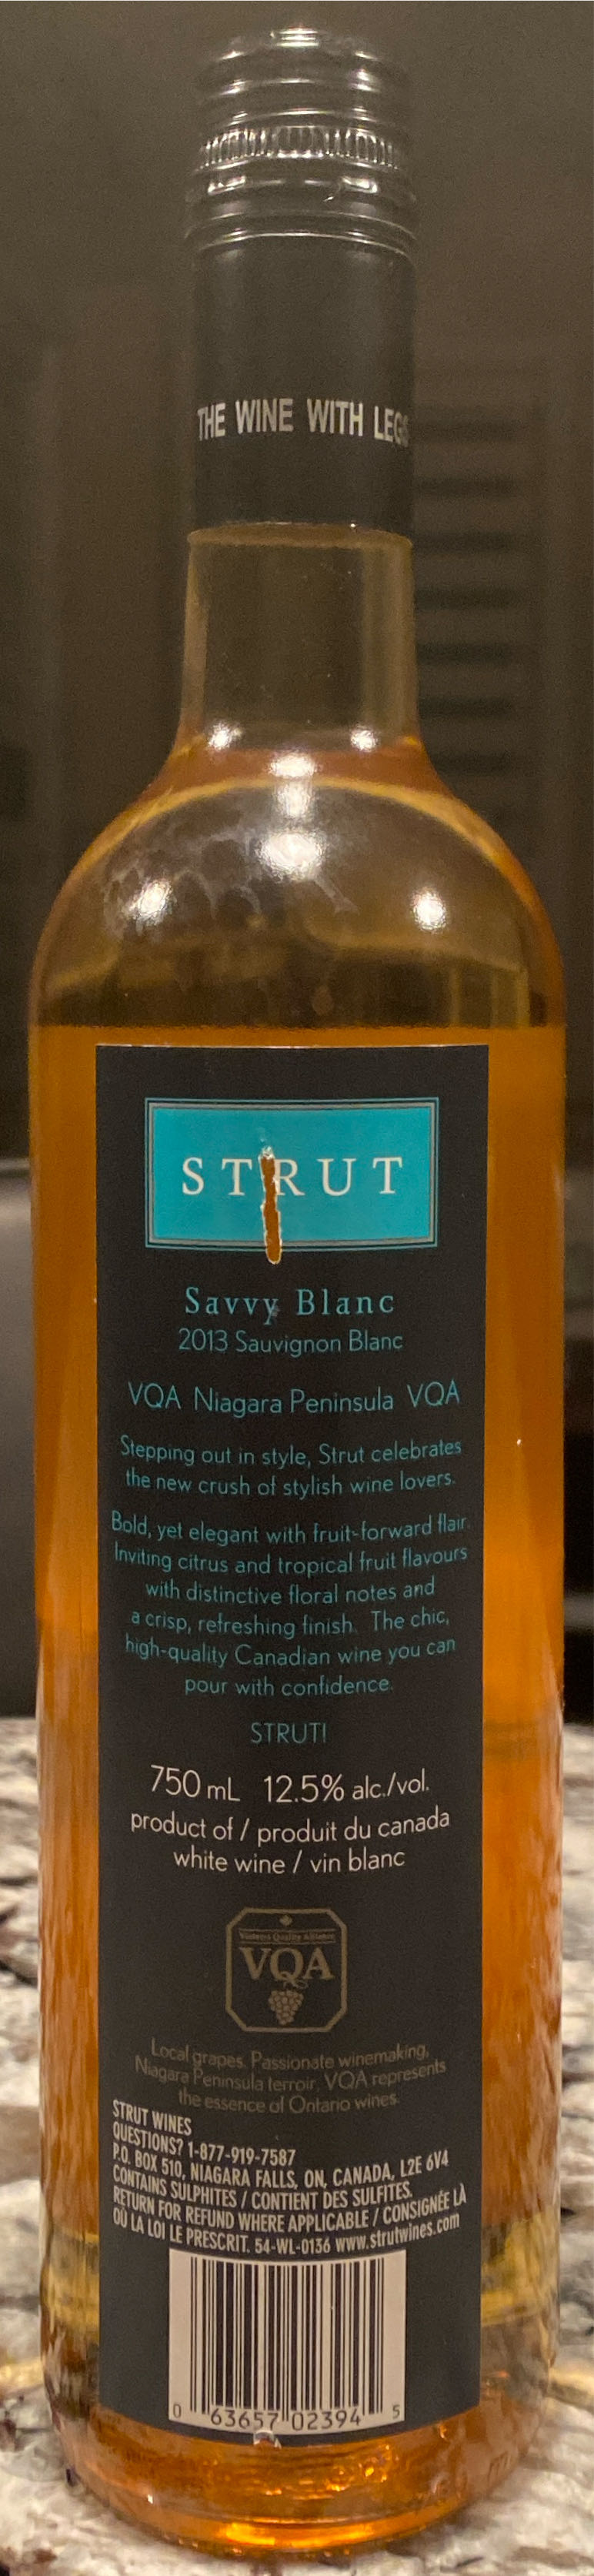 THE WINE WITH LEGS
STRUT
Savvy Blanc
2013 Sauvignon Blanc
VQA Niagara Peninsula VQA
Stepping out in style, Strut celebrates
the new crush of stylish wine lovers.
Bold, yet elegant with fruit-forward flair.
Inviting citrus and tropical fruit flavours
with distinctive floral notes and
a crisp, refreshing finish. The chic,
high-quality Canadian wine you can
pour with confidence.
STRUT!
750 mL 12.5% alc./vol.
product of / produit du canada
white wine / vin blanc
Vintners Quality Alliance
VQA
Local grapes. Passionate winemaking,
Niagara Peninsula terroir. VQA represents
the essence of Ontario wines.
STRUT WINES
QUESTIONS? 1-877-919-7587
P.O. BOX 510, NIAGARA FALLS, ON, CANADA, L2E 6V4
CONTAINS SULPHITES / CONTIENT DES SULFITES.
RETURN FOR REFUND WHERE APPLICABLE / CONSIGNÉE LÀ
OÙ LA LOI LE PRESCRIT. 54-WL-0136 www.strutwines.com
0 63657 02394 5